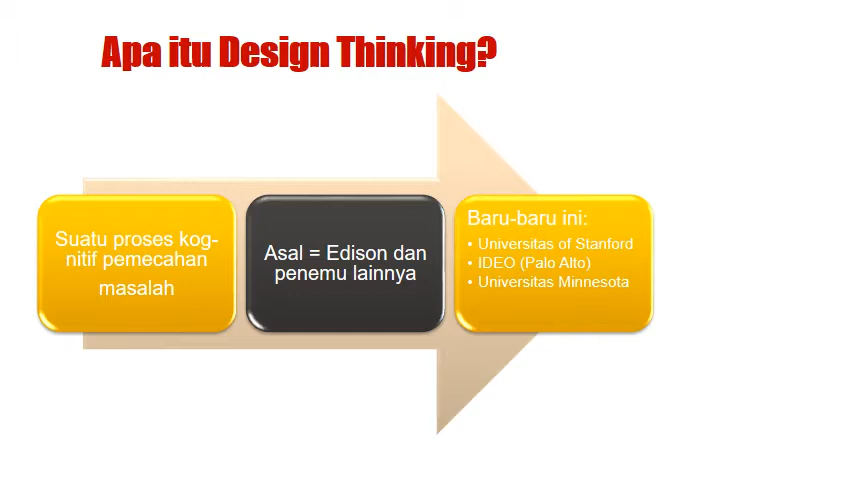 Apa itu Design Thinking?
Suatu proses kog-
nitif pemecahan
masalah
Asal = Edison dan
penemu lainnya
Baru-baru ini:
• Universitas of Stanford
• IDEO (Palo Alto)
• Universitas Minnesota